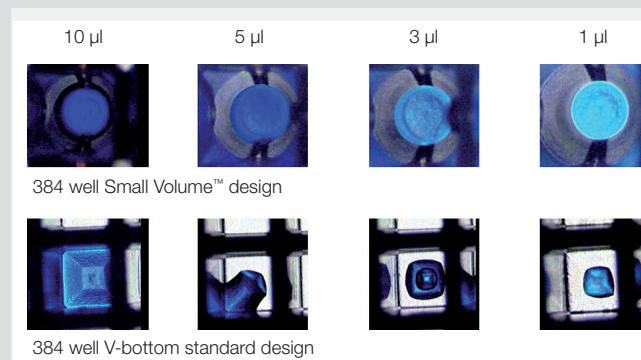 10 µl 5 µl 3 µl 1 µl
384 well Small Volume™ design
384 well V-bottom standard design